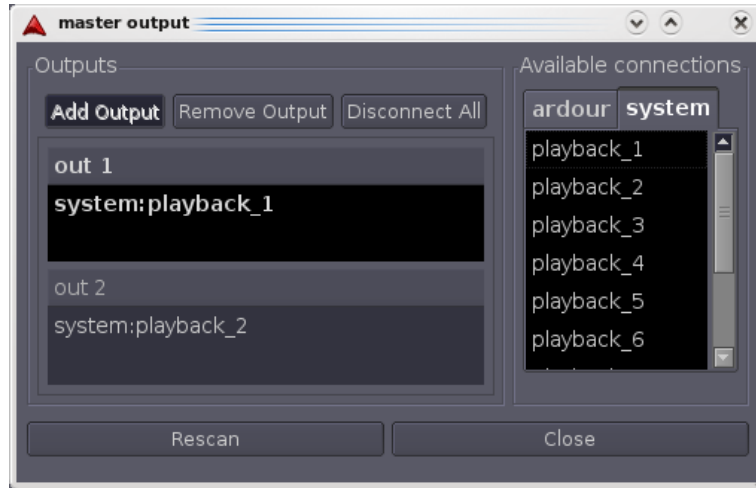 master output
Outputs
Add Output Remove Output Disconnect All
out 1
system:playback_1
out 2
system:playback_2
Available connections
ardour system
playback_1
playback_2
playback_3
playback_4
playback_5
playback_6
Rescan Close